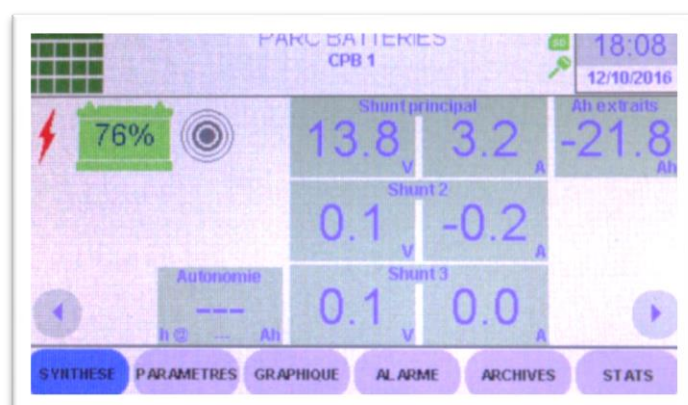 PARC BATTERIES
CPB 1
SD
18:08
12/10/2016
76%
Shunt principal
13.8 V 3.2 A
Ah extraits
-21.8 Ah
Shunt 2
0.1 V -0.2 A
Autonomie
---
h @ --- Ah
Shunt 3
0.1 V 0.0 A
SYNTHESE PARAMETRES GRAPHIQUE ALARME ARCHIVES STATS